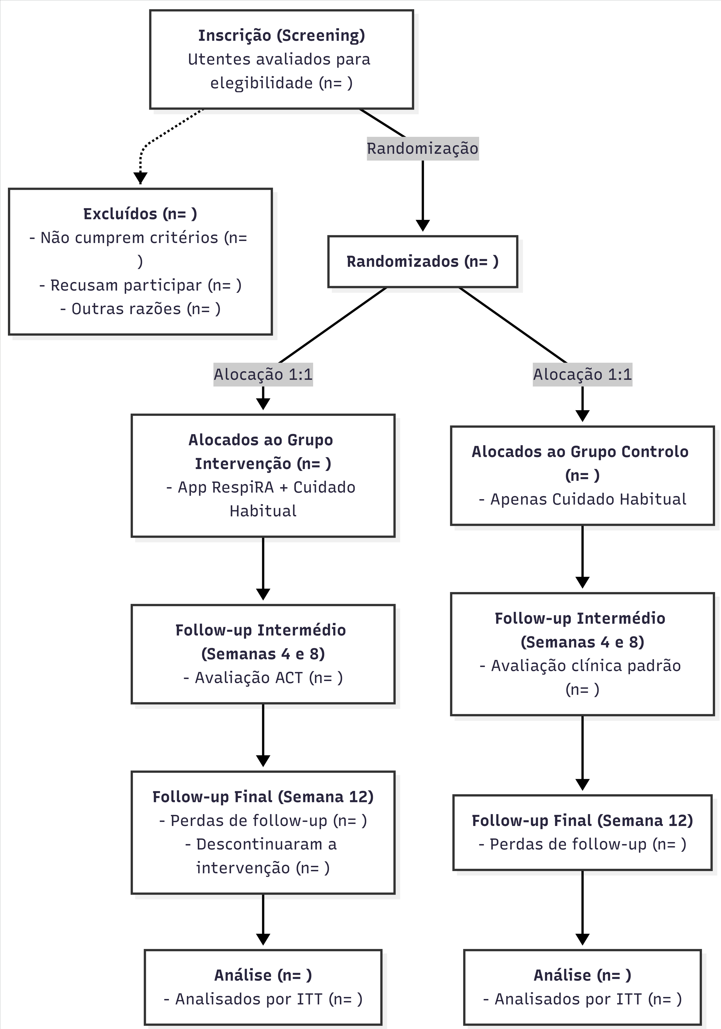 Inscrição (Screening)
Utentes avaliados para
elegibilidade (n= )
Randomização
Excluídos (n= )
- Não cumprem critérios (n=
)
- Recusam participar (n= )
- Outras razões (n= )
Randomizados (n= )
Alocação 1:1
Alocação 1:1
Alocados ao Grupo
Intervenção (n= )
- App RespiRA + Cuidado
Habitual
Alocados ao Grupo Controlo
(n= )
- Apenas Cuidado Habitual
Follow-up Intermédio
(Semanas 4 e 8)
- Avaliação ACT (n= )
Follow-up Intermédio
(Semanas 4 e 8)
- Avaliação clínica padrão
(n= )
Follow-up Final (Semana 12)
- Perdas de follow-up (n= )
- Descontinuaram a
intervenção (n= )
Follow-up Final (Semana 12)
- Perdas de follow-up (n= )
Análise (n= )
- Analisados por ITT (n= )
Análise (n= )
- Analisados por ITT (n= )